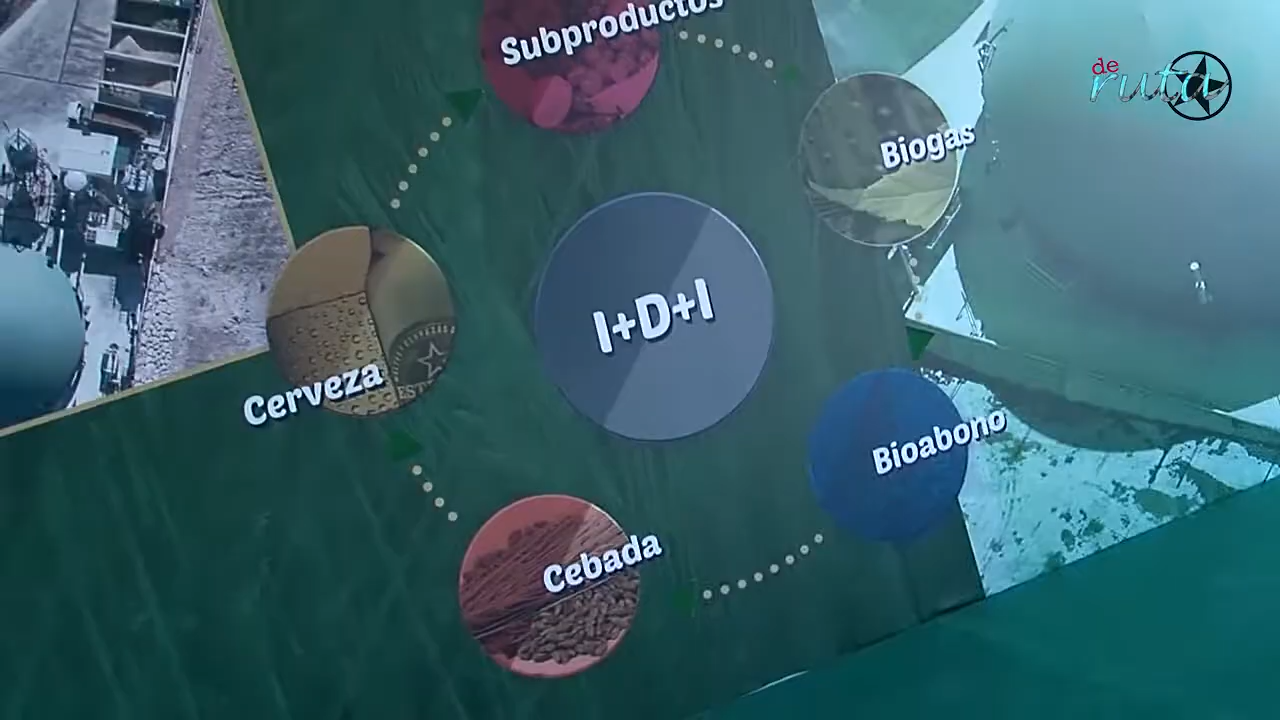 Subproductos
de
ruta
Biogas
I+D+I
Cerveza
Bioabono
Cebada